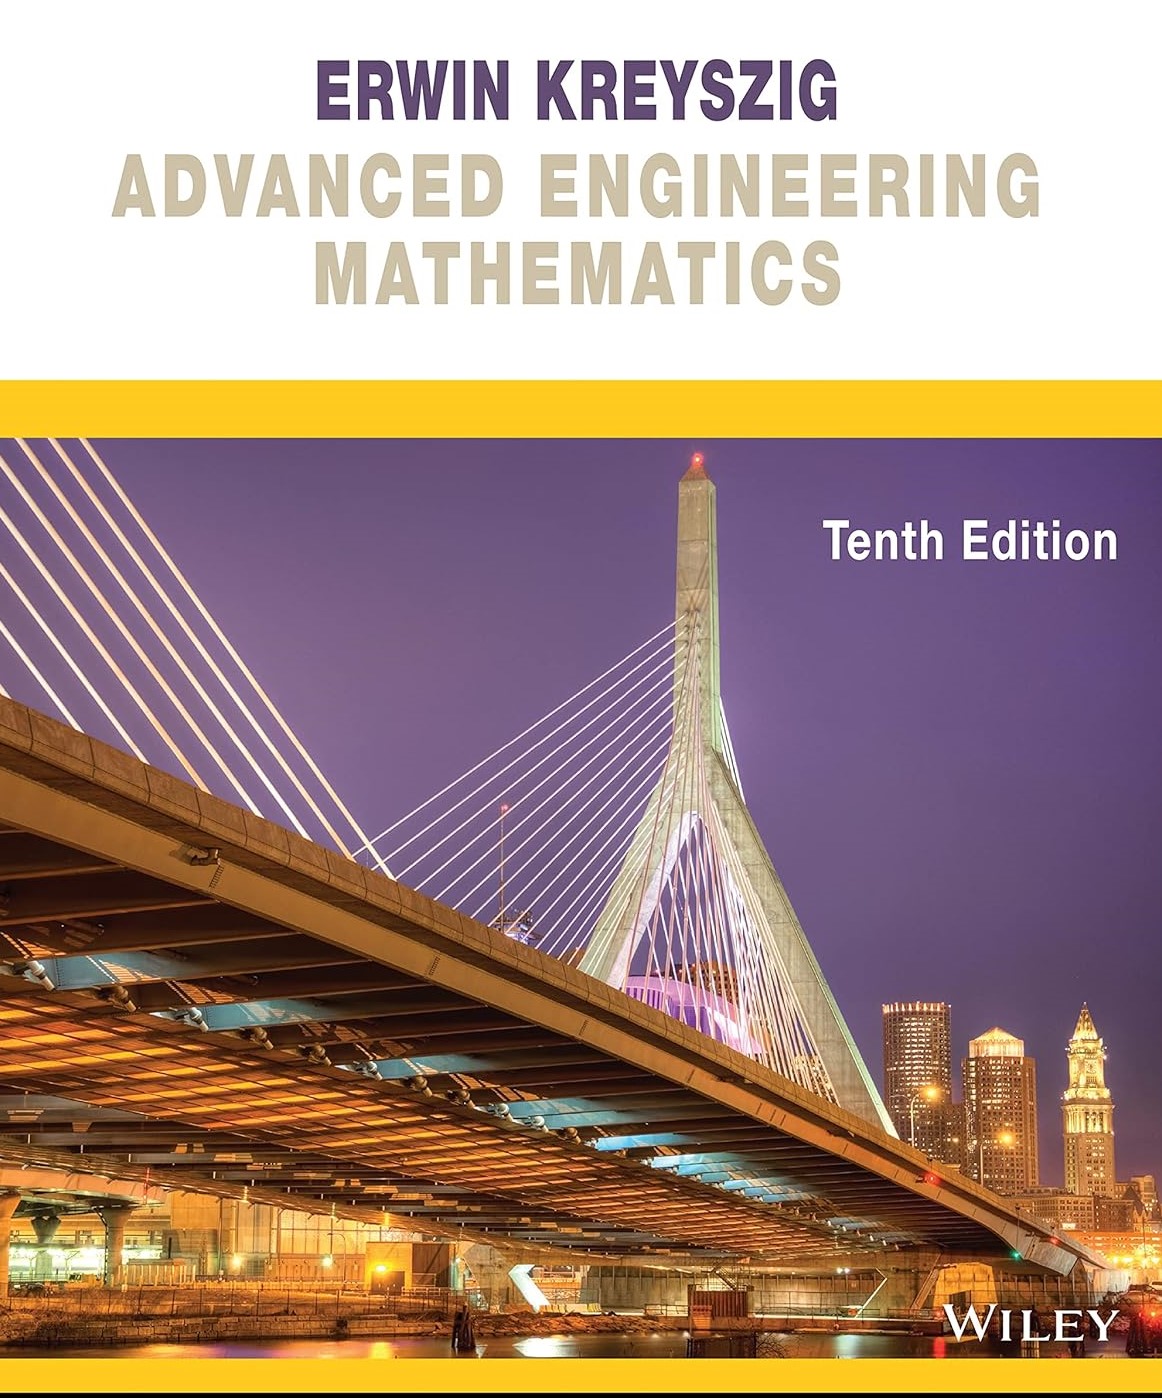 ERWIN KREYSZIG
ADVANCED ENGINEERING
MATHEMATICS
Tenth Edition
WILEY